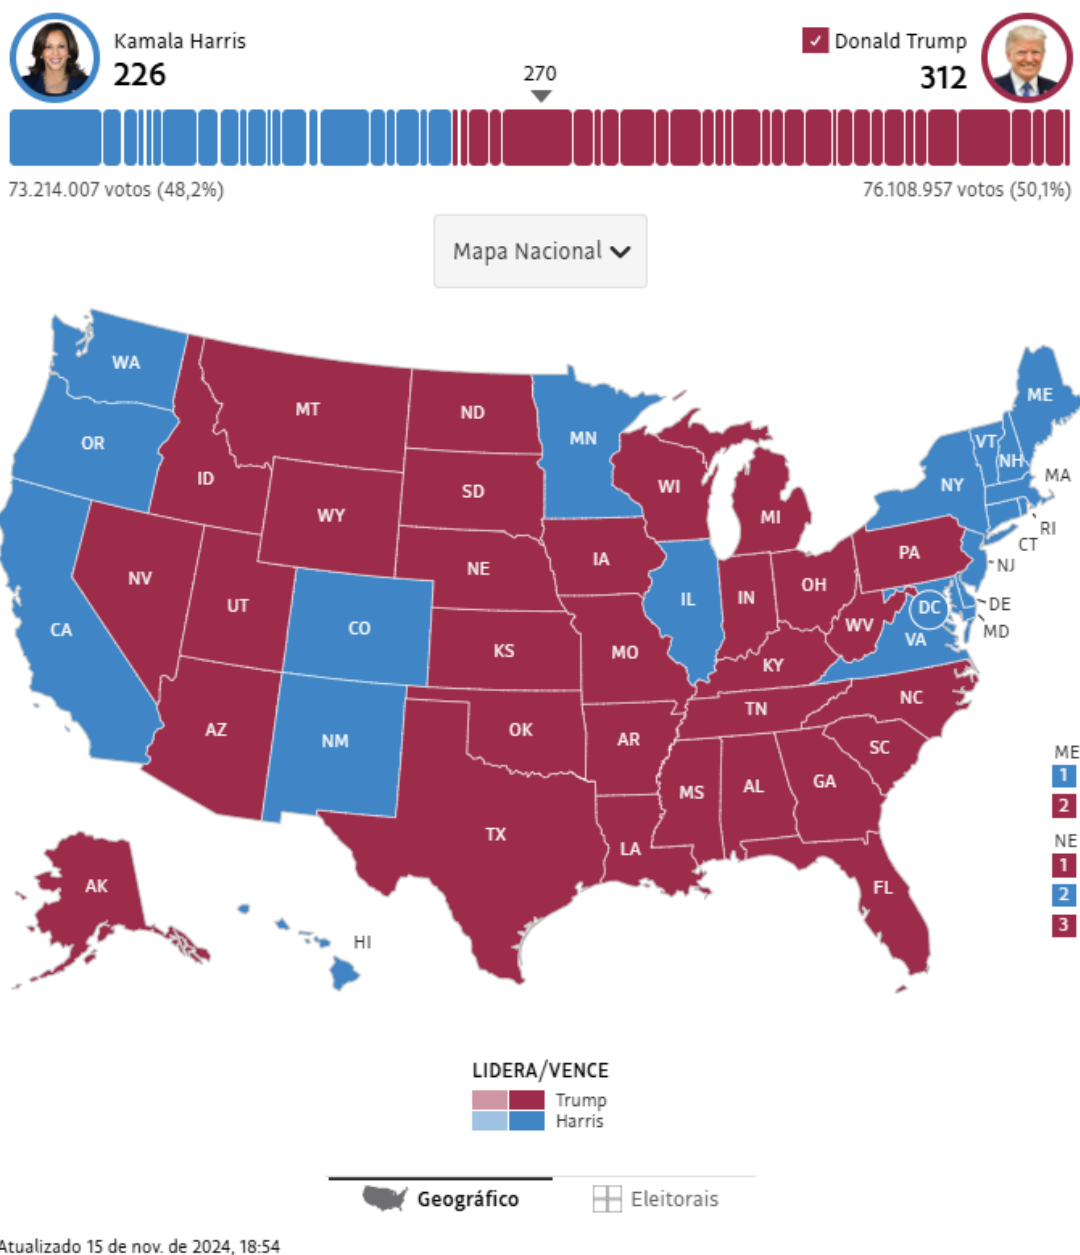 Kamala Harris
226
270
Donald Trump
312
73.214.007 votos (48,2%)
76.108.957 votos (50,1%)
Mapa Nacional
WA
MT
ND
MN
ME
OR
ID
SD
WI
VT
NH
MA
NY
WY
MI
RI
CT
NV
UT
NE
IA
PA
NJ
CA
CO
KS
MO
IL
IN
OH
WV
DC
VA
DE
MD
KY
AZ
NM
OK
AR
TN
NC
SC
MS
AL
GA
TX
LA
FL
ME
1
2
NE
1
2
3
AK
HI
LIDERA/VENCE
Trump
Harris
Geográfico
Eleitorais
Atualizado 15 de nov. de 2024, 18:54